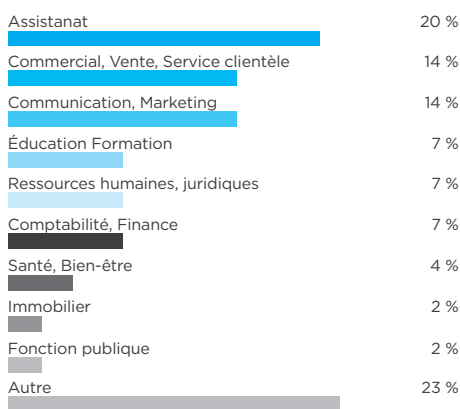 Assistanat 20 %
Commercial, Vente, Service clientèle 14 %
Communication, Marketing 14 %
Éducation Formation 7 %
Ressources humaines, juridiques 7 %
Comptabilité, Finance 7 %
Santé, Bien-être 4 %
Immobilier 2 %
Fonction publique 2 %
Autre 23 %